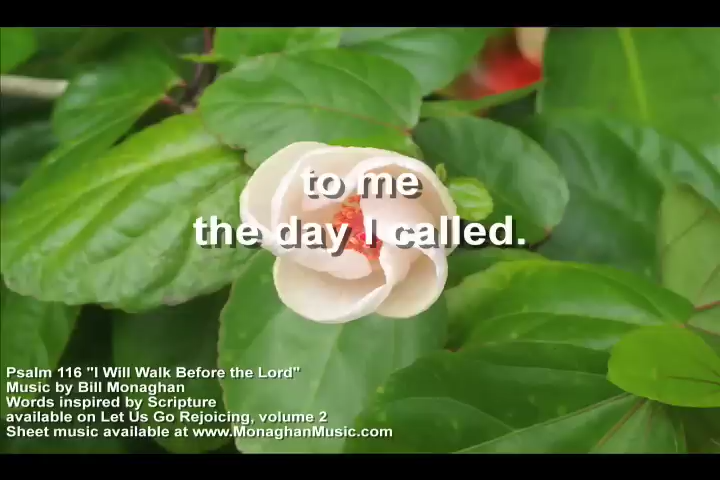 to me
the day I called.
Psalm 116 "I Will Walk Before the Lord"
Music by Bill Monaghan
Words inspired by Scripture
available on Let Us Go Rejoicing, volume 2
Sheet music available at www.MonaghanMusic.com